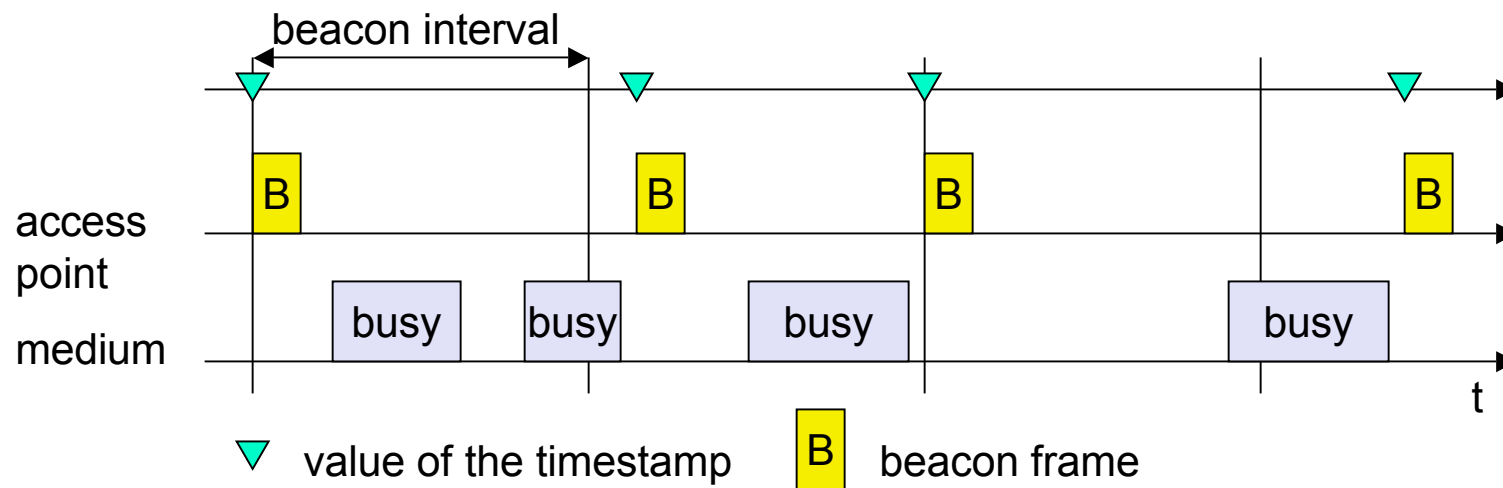 beacon interval
B B B B
access
point
busy busy busy busy
medium
t
value of the timestamp B beacon frame